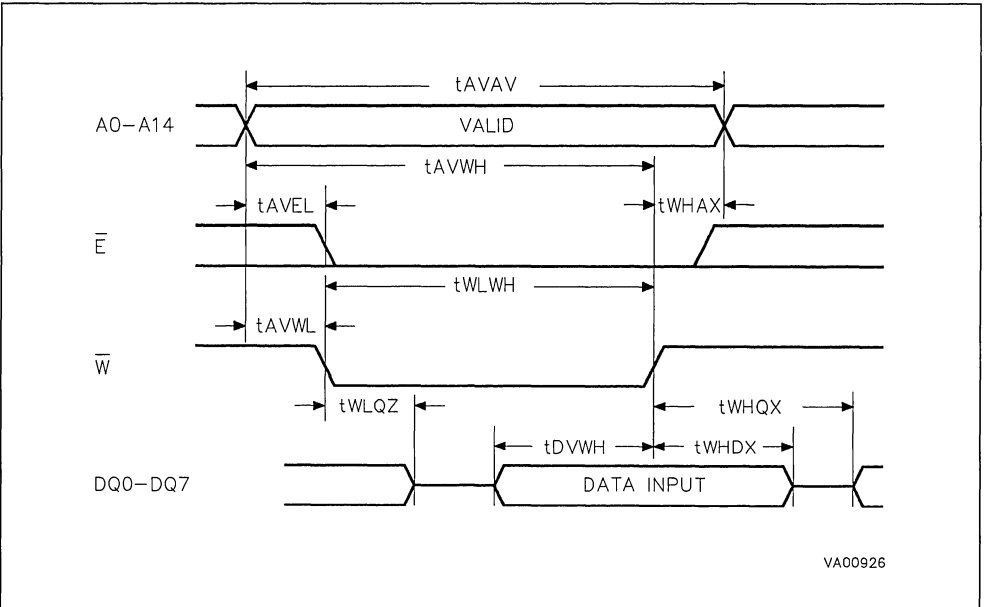 tAVAV
A0-A14 VALID
tAVWH
tAVEL tWHAX
E̅
tWLWH
tAVWL
W̅
tWLQZ tWHQX
tDVWH tWHDX
DQ0-DQ7 DATA INPUT
VA00926